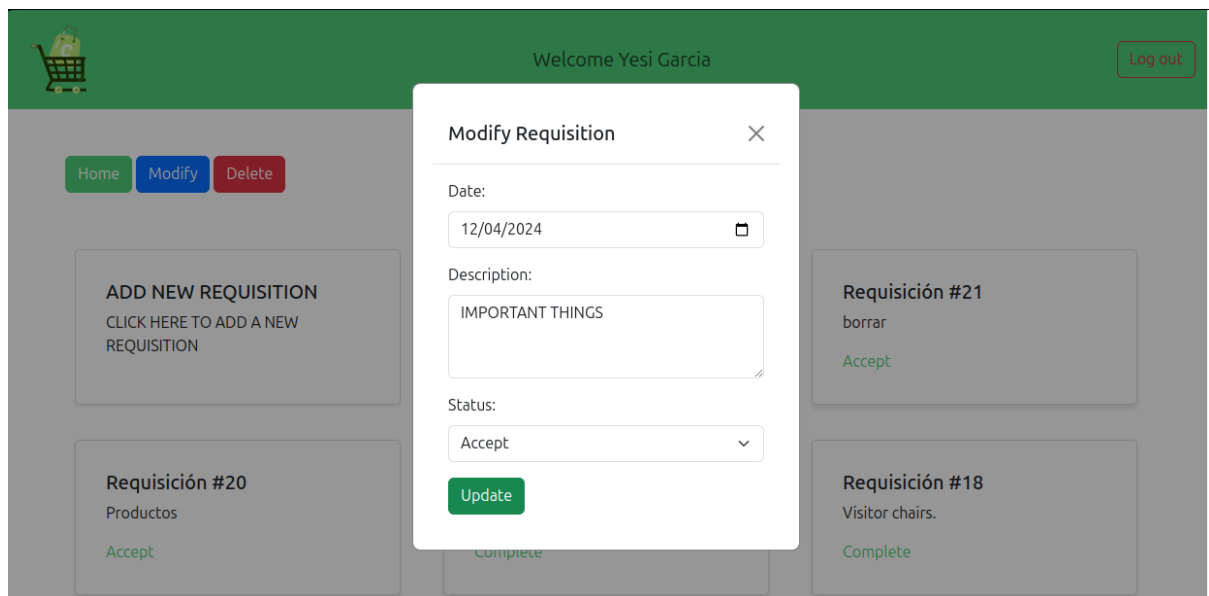 C
Welcome Yesi Garcia
Log out
Home
Modify
Delete
Modify Requisition
Date:
12/04/2024
Description:
IMPORTANT THINGS
Status:
Accept
Update
ADD NEW REQUISITION
CLICK HERE TO ADD A NEW
REQUISITION
Requisición #21
borrar
Accept
Requisición #20
Productos
Accept
Complete
Requisición #18
Visitor chairs.
Complete